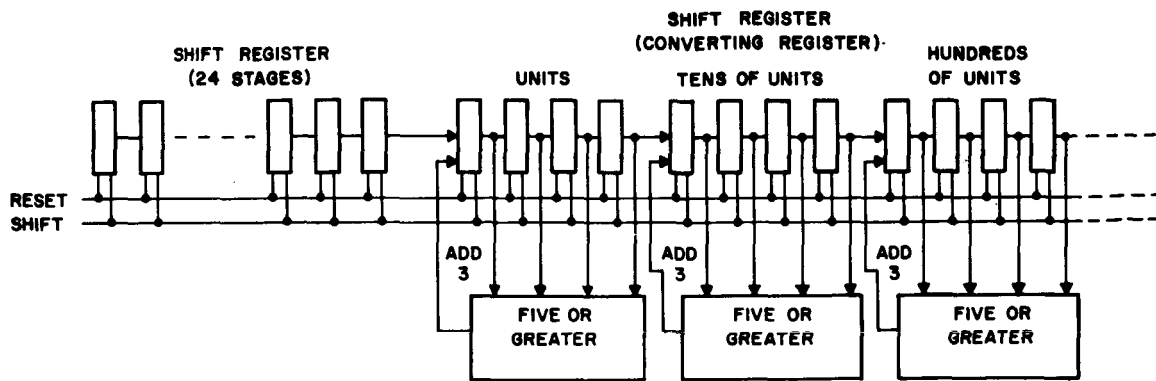 SHIFT REGISTER
(CONVERTING REGISTER)
SHIFT REGISTER
(24 STAGES)
UNITS
TENS OF UNITS
HUNDREDS
OF UNITS
RESET
SHIFT
ADD
3
ADD
3
ADD
3
FIVE OR
GREATER
FIVE OR
GREATER
FIVE OR
GREATER